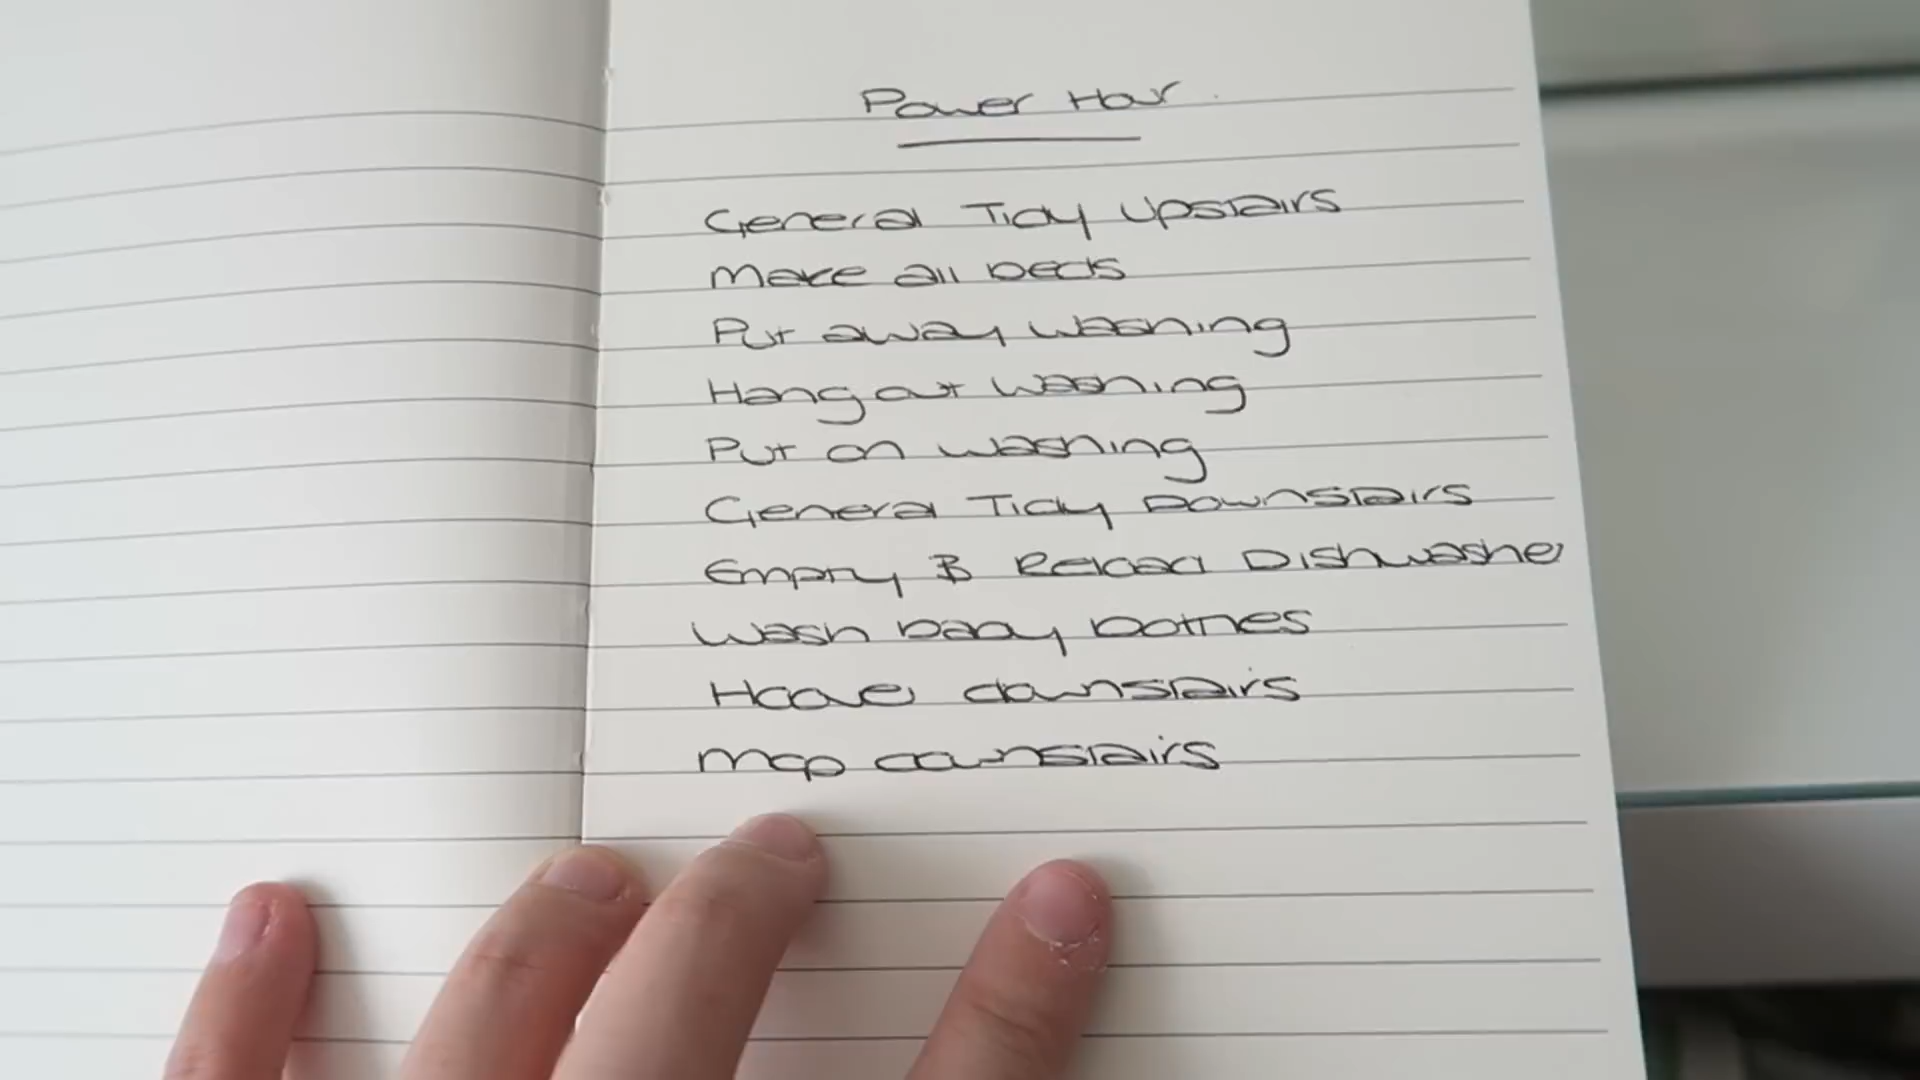 Power Hour
General Tidy Upstairs
Make all beds
Put away washing
Hang out washing
Put on washing
General Tidy Downstairs
Empty & Reload Dishwasher
Wash baby bottles
Hoover downstairs
Mop downstairs